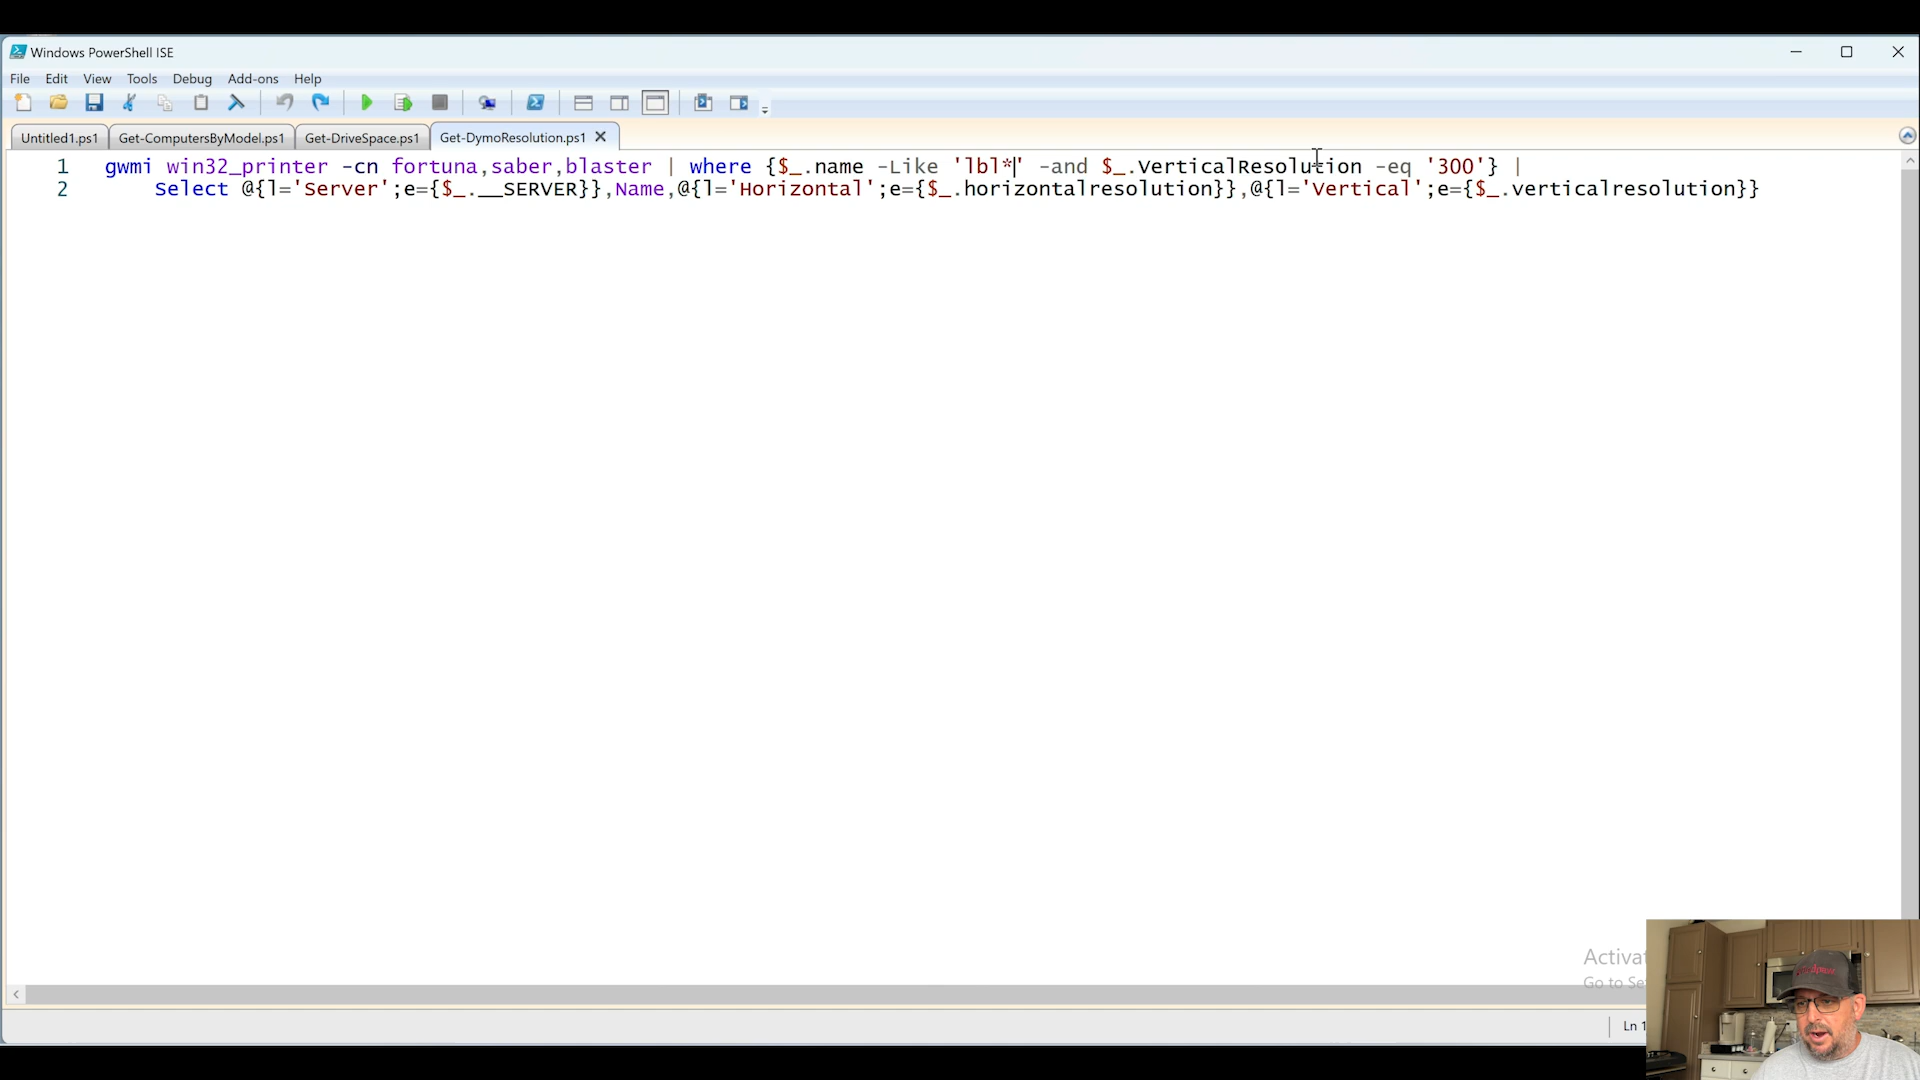 Windows PowerShell ISE
File Edit View Tools Debug Add-ons Help
Untitled1.ps1 Get-ComputersByModel.ps1 Get-DriveSpace.ps1 Get-DymoResolution.ps1
1 gwmi win32_printer -cn fortuna,saber,blaster | where {$_.name -Like 'lbl*' -and $_.VerticalResolution -eq '300'} |
2 Select @{l='Server';e={$_.__SERVER}},Name,@{l='Horizontal';e={$_.horizontalresolution}},@{l='Vertical';e={$_.verticalresolution}}
Activat
Go to Se
Ln 1